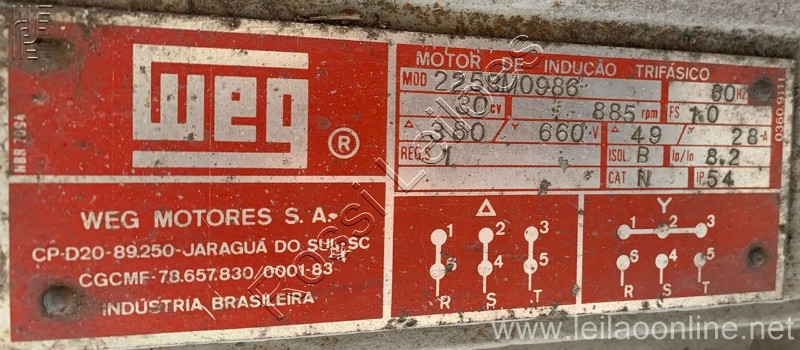 weg
®
NBR 7094
MOTOR DE INDUÇÃO TRIFÁSICO
MOD 225SM0986 60 Hz
30 cv 885 rpm FS 1.0
△ 380 / Y 660 V △ 49 / Y 28 A
REG.S 1 ISOL B Ip/In 8.2
CAT N IP 54
0360.9111
WEG MOTORES S. A.
CP-D20-89.250-JARAGUÁ DO SUL-SC
CGCMF-78.657.830/0001-83
INDÚSTRIA BRASILEIRA
△
1 2 3
6 4 5
R S T
Y
1 2 3
6 4 5
R S T
Rossi Leilões
www.leilaoonline.net